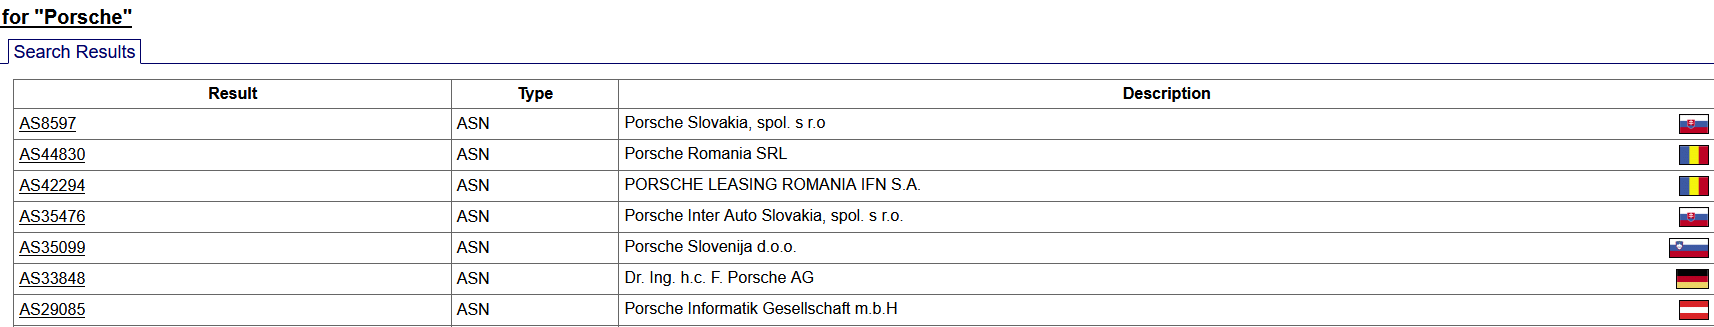 for "Porsche"
Search Results
Result Type Description
AS8597 ASN Porsche Slovakia, spol. s r.o
AS44830 ASN Porsche Romania SRL
AS42294 ASN PORSCHE LEASING ROMANIA IFN S.A.
AS35476 ASN Porsche Inter Auto Slovakia, spol. s r.o.
AS35099 ASN Porsche Slovenija d.o.o.
AS33848 ASN Dr. Ing. h.c. F. Porsche AG
AS29085 ASN Porsche Informatik Gesellschaft m.b.H